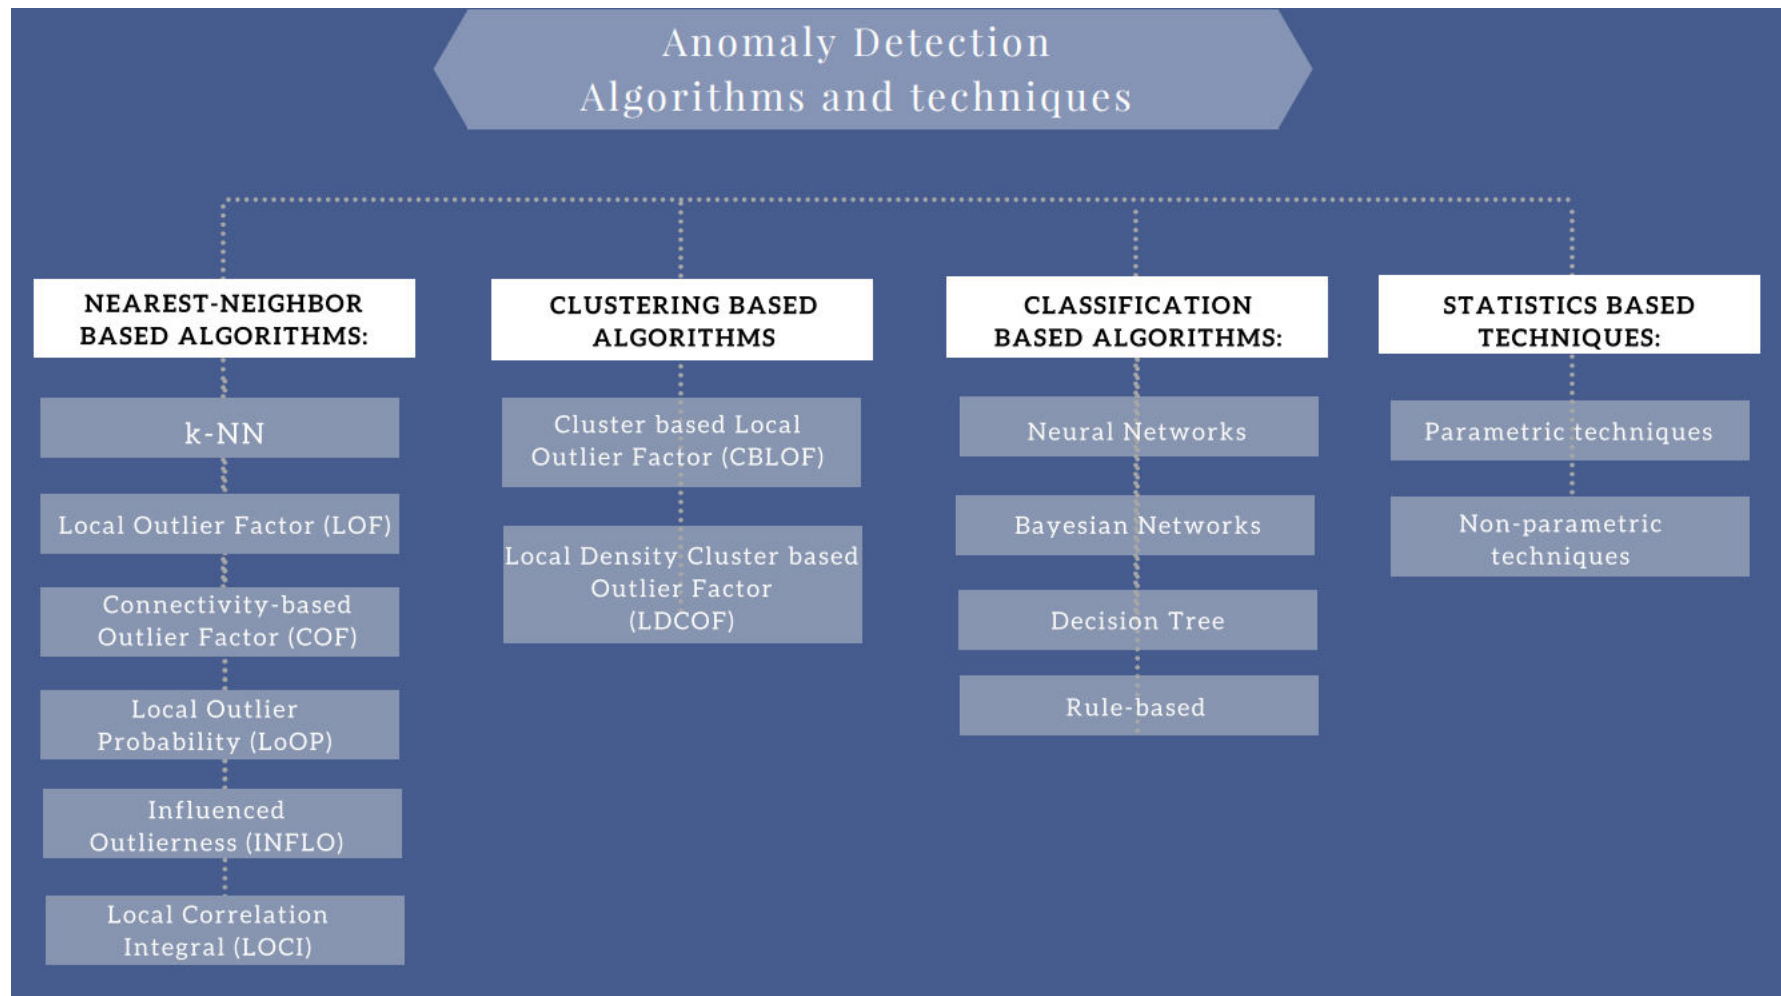 Anomaly Detection
Algorithms and techniques
NEAREST-NEIGHBOR
BASED ALGORITHMS:
k-NN
Local Outlier Factor (LOF)
Connectivity-based
Outlier Factor (COF)
Local Outlier
Probability (LoOP)
Influenced
Outlierness (INFLO)
Local Correlation
Integral (LOCI)
CLUSTERING BASED
ALGORITHMS
Cluster based Local
Outlier Factor (CBLOF)
Local Density Cluster based
Outlier Factor
(LDCOF)
CLASSIFICATION
BASED ALGORITHMS:
Neural Networks
Bayesian Networks
Decision Tree
Rule-based
STATISTICS BASED
TECHNIQUES:
Parametric techniques
Non-parametric
techniques